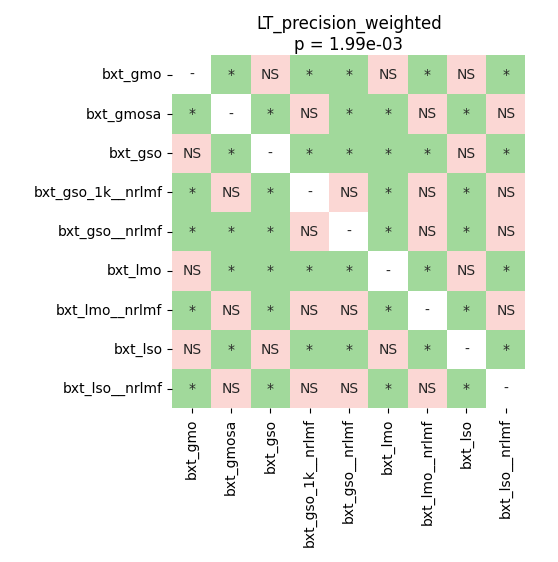 LT_precision_weighted
p = 1.99e-03
bxt_gmo - * NS * * NS * NS *
bxt_gmosa * - * NS * * NS * NS
bxt_gso NS * - * * * * NS *
bxt_gso_1k__nrlmf * NS * - NS * NS * NS
bxt_gso__nrlmf * * * NS - * NS * NS
bxt_lmo NS * * * * - * NS *
bxt_lmo__nrlmf * NS * NS NS * - * NS
bxt_lso NS * NS * * NS * - *
bxt_lso__nrlmf * NS * NS NS * NS * -
bxt_gmo
bxt_gmosa
bxt_gso
bxt_gso_1k__nrlmf
bxt_gso__nrlmf
bxt_lmo
bxt_lmo__nrlmf
bxt_lso
bxt_lso__nrlmf